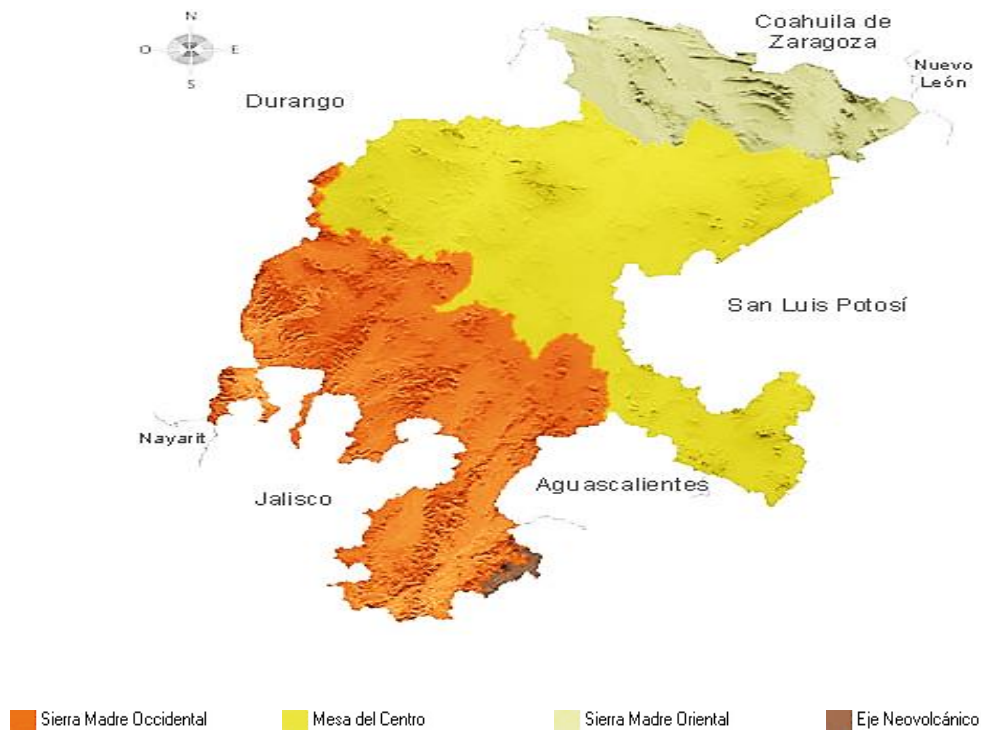 N
O E
S
Coahuila de
Zaragoza
Nuevo
León
Durango
San Luis Potosí
Nayarit
Aguascalientes
Jalisco
Sierra Madre Occidental
Mesa del Centro
Sierra Madre Oriental
Eje Neovolcánico